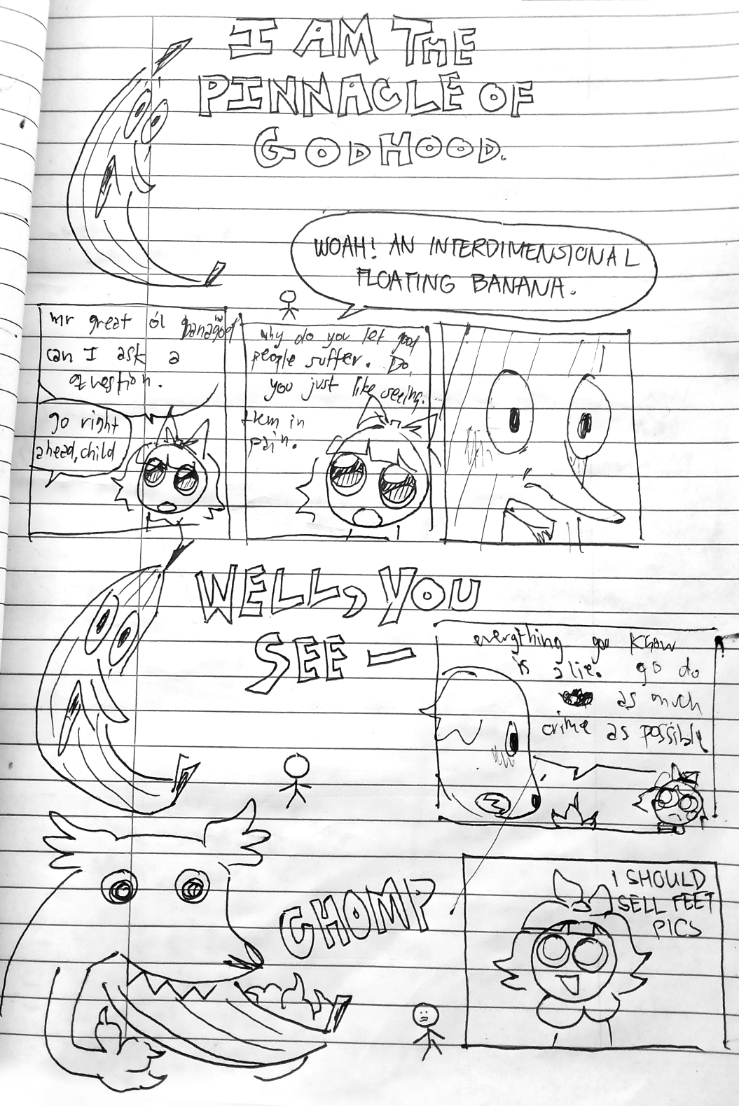 I AM THE
PINNACLE OF
GODHOOD.
WOAH! AN INTERDIMENSIONAL
FLOATING BANANA.
mr great ol banagod
can I ask a
question.
go right
ahead, child
why do you let good
people suffer. Do
you just like seeing
them in
pain.
WELL, YOU
SEE —
everything you know
is a lie. go do
as much
crime as possible
CHOMP
I SHOULD
SELL FEET
PICS